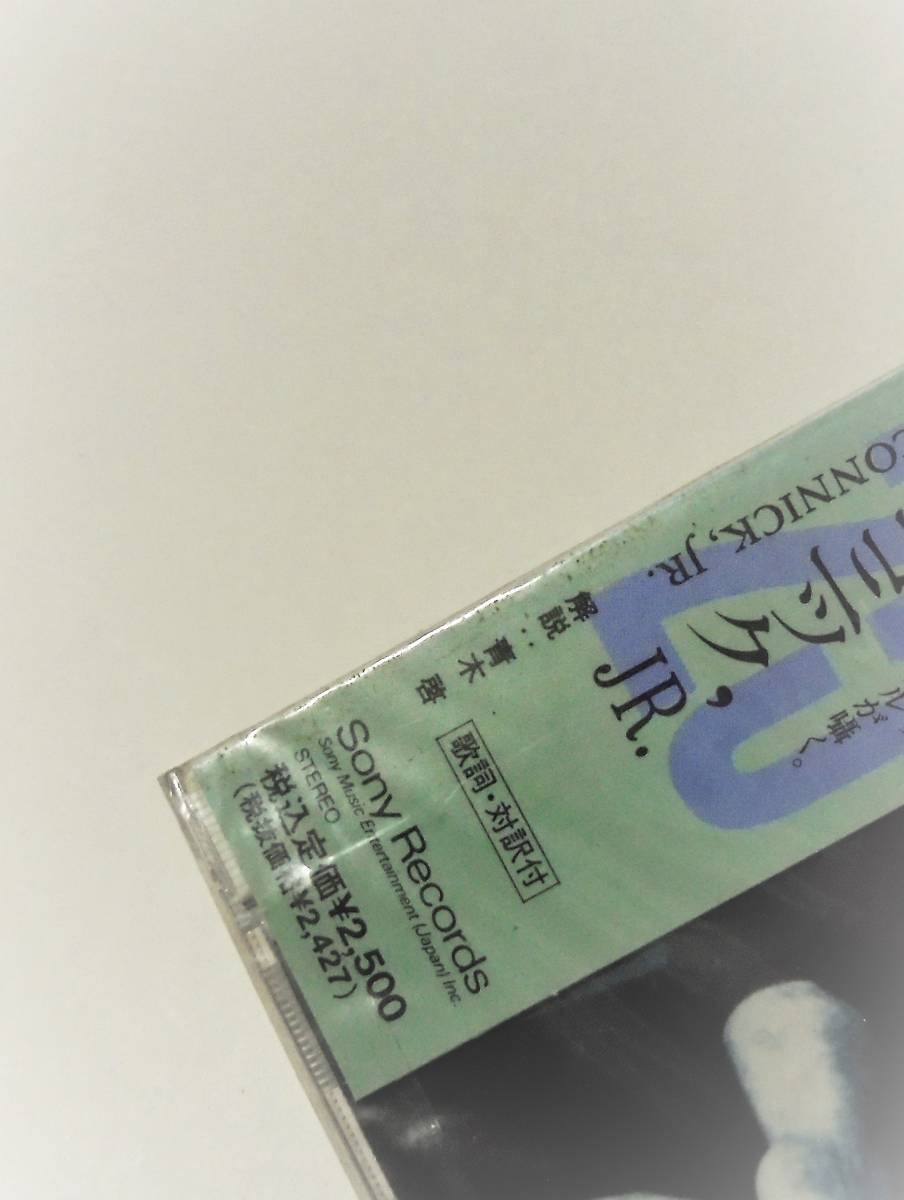 CONNICK, JR.
ニック, JR.
が囁く。
解説：青木 啓
歌詞・対訳付
Sony Records
Sony Music Entertainment (Japan) Inc.
STEREO
税込定価¥2,500
(税抜価格¥2,427)